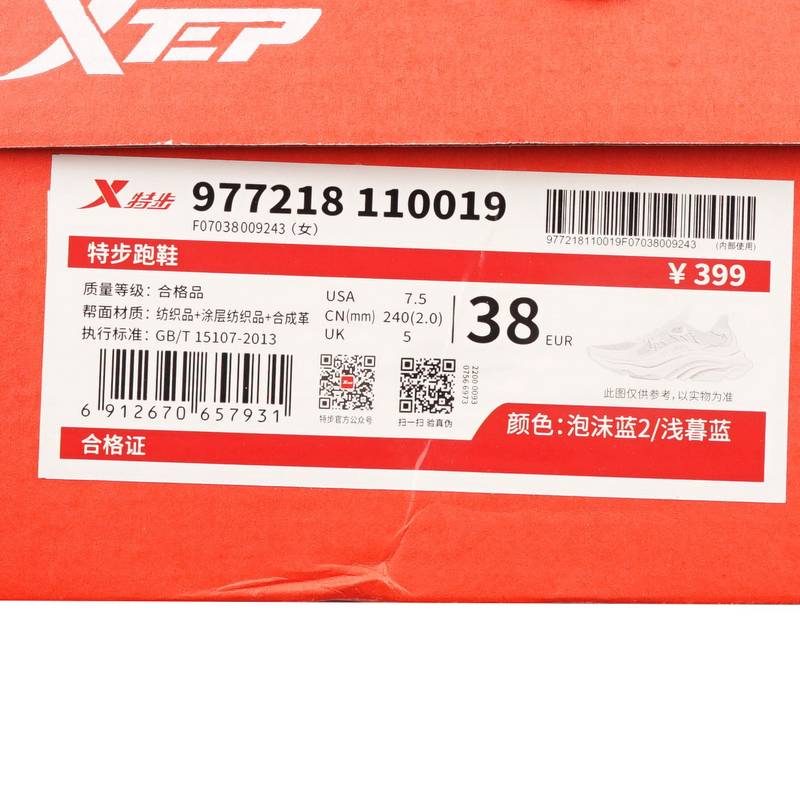 XTEP
X 特步 977218 110019
F07038009243（女）
977218110019F07038009243 (内部使用)
特步跑鞋
¥ 399
质量等级: 合格品
帮面材质: 纺织品+涂层纺织品+合成革
执行标准: GB/T 15107-2013
USA 7.5
CN(mm) 240(2.0)
UK 5
38 EUR
6 912670 657931
特步官方公众号
扫一扫 验真伪
2200 0093
0756 6973
此图仅供参考，以实物为准
颜色: 泡沫蓝2/浅暮蓝
合格证